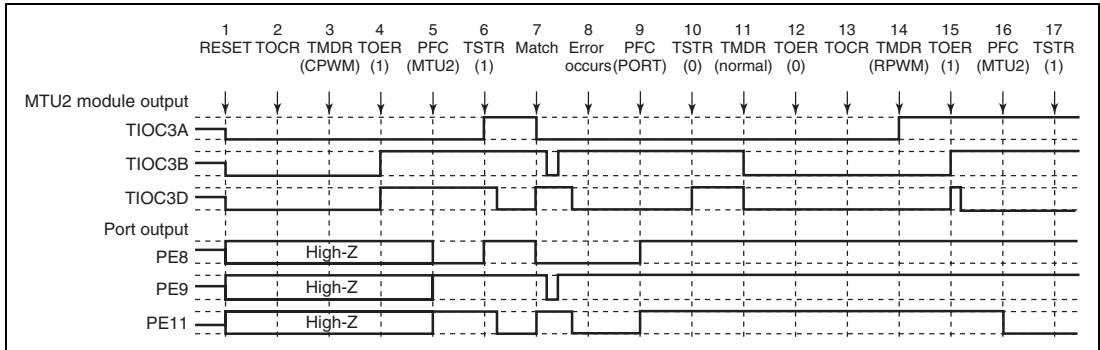 1 2 3 4 5 6 7 8 9 10 11 12 13 14 15 16 17
RESET TOCR TMDR TOER PFC TSTR Match Error PFC TSTR TMDR TOER TOCR TMDR TOER PFC TSTR
(CPWM) (1) (MTU2) (1) occurs (PORT) (0) (normal) (0) (RPWM) (1) (MTU2) (1)
MTU2 module output
TIOC3A
TIOC3B
TIOC3D
Port output
PE8 High-Z
PE9 High-Z
PE11 High-Z